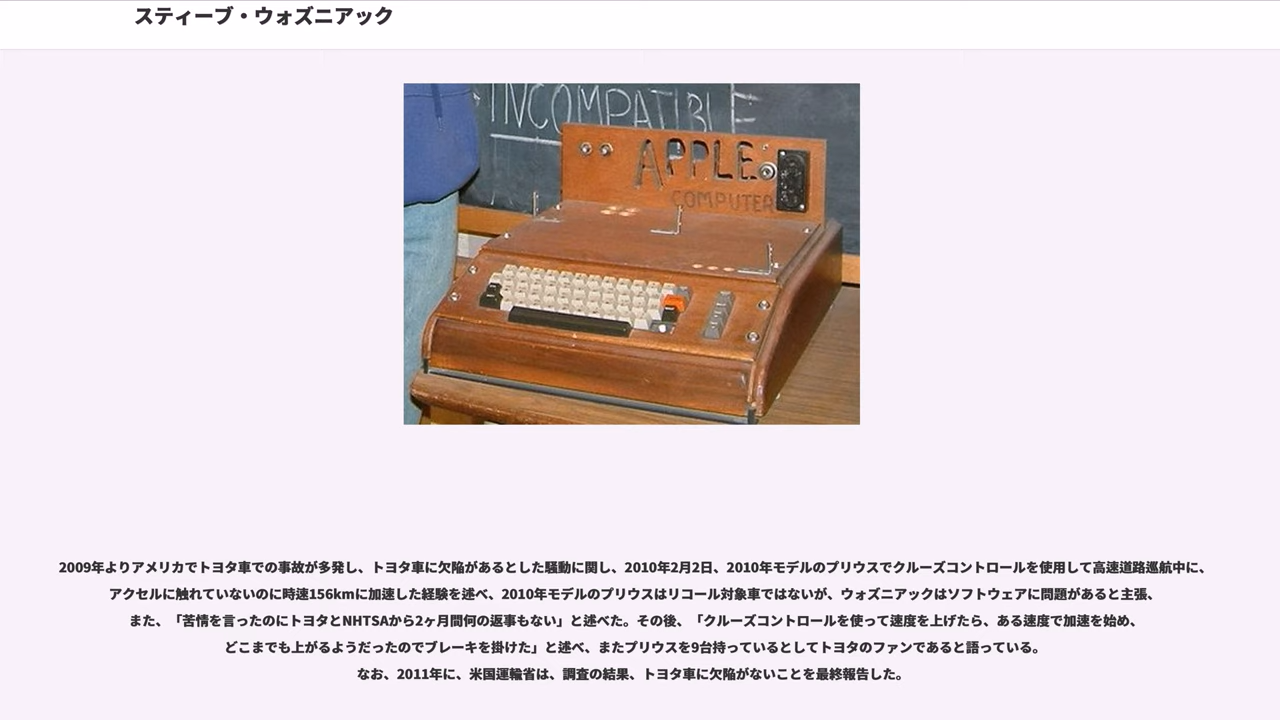 スティーブ・ウォズニアック
INCOMPATIBLE
APPLE
COMPUTER
2009年よりアメリカでトヨタ車での事故が多発し、トヨタ車に欠陥があるとした騒動に関し、2010年2月2日、2010年モデルのプリウスでクルーズコントロールを使用して高速道路巡航中に、
アクセルに触れていないのに時速156kmに加速した経験を述べ、2010年モデルのプリウスはリコール対象車ではないが、ウォズニアックはソフトウェアに問題があると主張、
また、「苦情を言ったのにトヨタとNHTSAから2ヶ月間何の返事もない」と述べた。その後、「クルーズコントロールを使って速度を上げたら、ある速度で加速を始め、
どこまでも上がるようだったのでブレーキを掛けた」と述べ、またプリウスを9台持っているとしてトヨタのファンであると語っている。
なお、2011年に、米国運輸省は、調査の結果、トヨタ車に欠陥がないことを最終報告した。